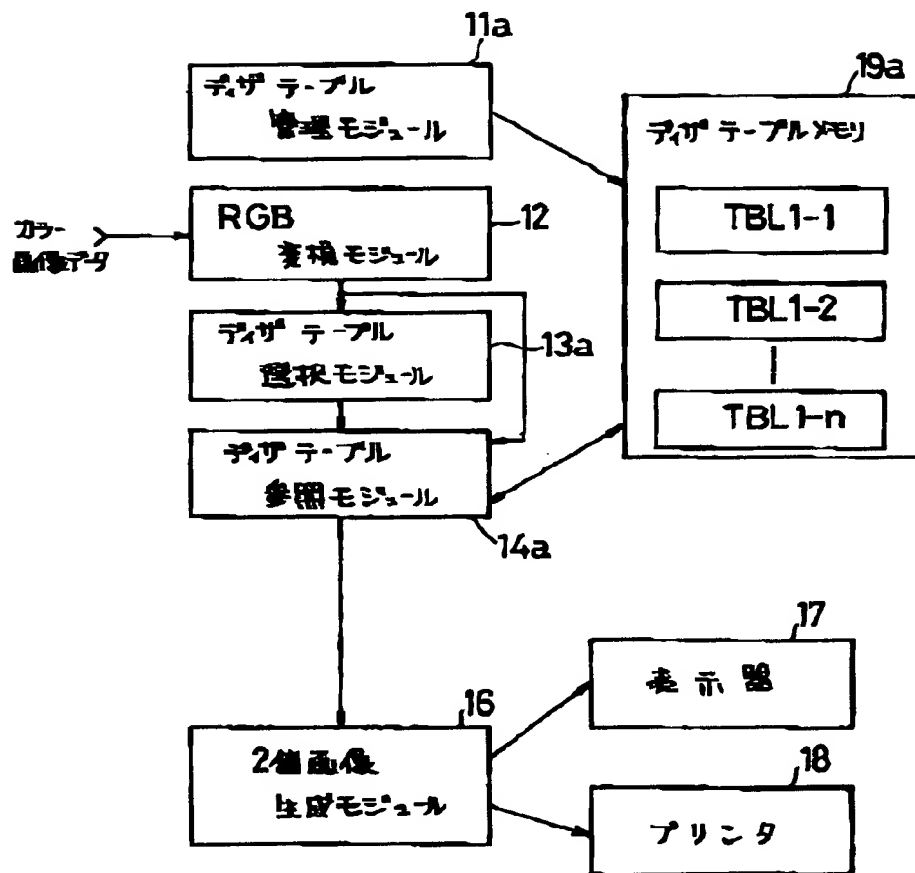 11a
ディザ テーブル
管理モジュール
19a
ディザ テーブルメモリ
TBL1-1
TBL1-2
TBL1-n
カラー
画像データ
RGB
変換モジュール
12
ディザ テーブル
選択モジュール
13a
ディザ テーブル
参照モジュール
14a
16
2値画像
生成モジュール
17
表示器
18
プリンタ